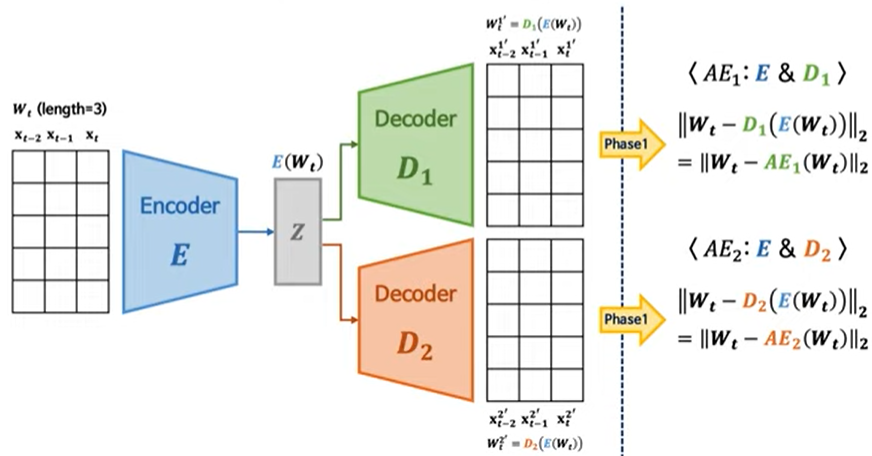 W_t (length=3)
x_{t-2} x_{t-1} x_t
Encoder
E
E(W_t)
Z
Decoder
D_1
Decoder
D_2
W_t^{1'} = D_1(E(W_t))
x_{t-2}^{1'} x_{t-1}^{1'} x_t^{1'}
x_{t-2}^{2'} x_{t-1}^{2'} x_t^{2'}
W_t^{2'} = D_2(E(W_t))
Phase1
⟨ AE_1: E & D_1 ⟩
‖W_t − D_1(E(W_t))‖_2
= ‖W_t − AE_1(W_t)‖_2
Phase1
⟨ AE_2: E & D_2 ⟩
‖W_t − D_2(E(W_t))‖_2
= ‖W_t − AE_2(W_t)‖_2